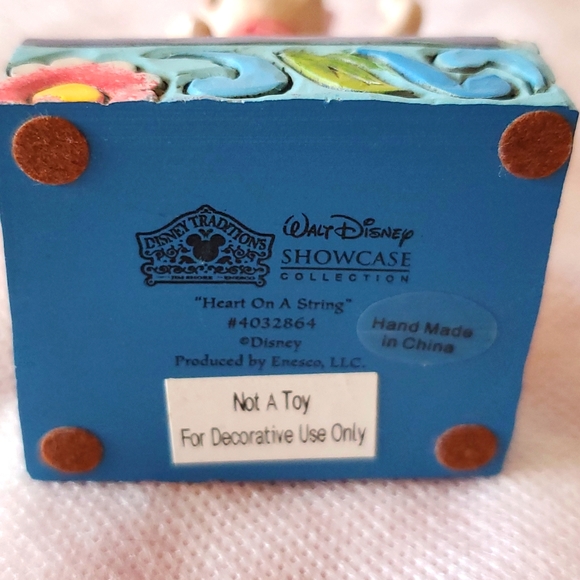 DISNEY TRADITIONS
WALT DISNEY
SHOWCASE
COLLECTION
"Heart On A String"
#4032864
©Disney
Produced by Enesco, LLC.
Hand Made
in China
Not A Toy
For Decorative Use Only